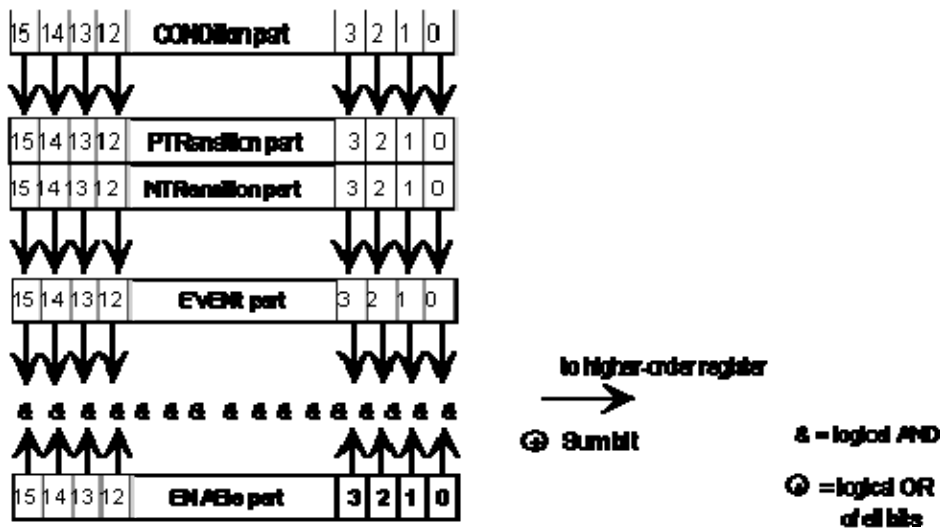 15 14 13 12 CONDition part 3 2 1 0
15 14 13 12 PTRansition part 3 2 1 0
15 14 13 12 NTRansition part 3 2 1 0
15 14 13 12 EVENt part 3 2 1 0
to higher-order register
& & & & & & & & & & & & & & & &
Sum bit
& = logical AND
15 14 13 12 ENABle part 3 2 1 0
= logical OR
of all bits